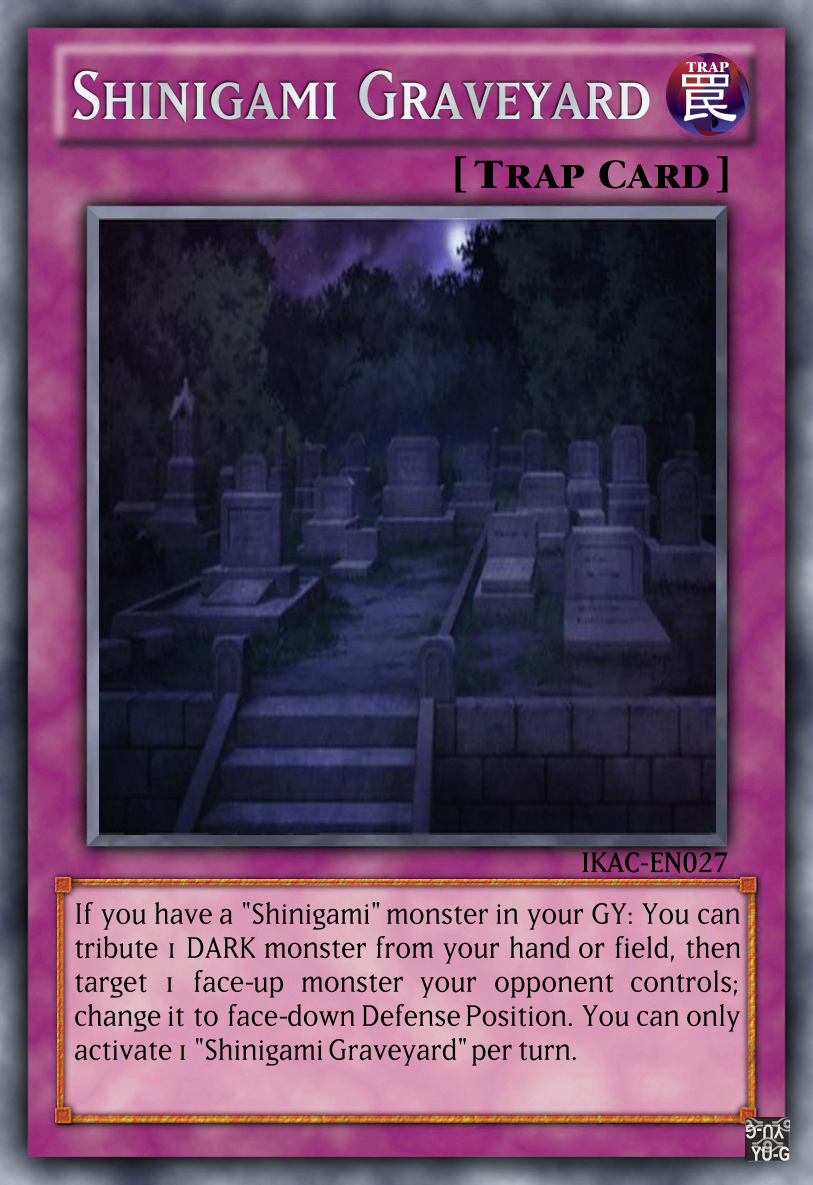 SHINIGAMI GRAVEYARD
TRAP
罠
[TRAP CARD]
IKAC-EN027
If you have a "Shinigami" monster in your GY: You can
tribute 1 DARK monster from your hand or field, then
target 1 face-up monster your opponent controls;
change it to face-down Defense Position. You can only
activate 1 "Shinigami Graveyard" per turn.
YU-G
YU-G